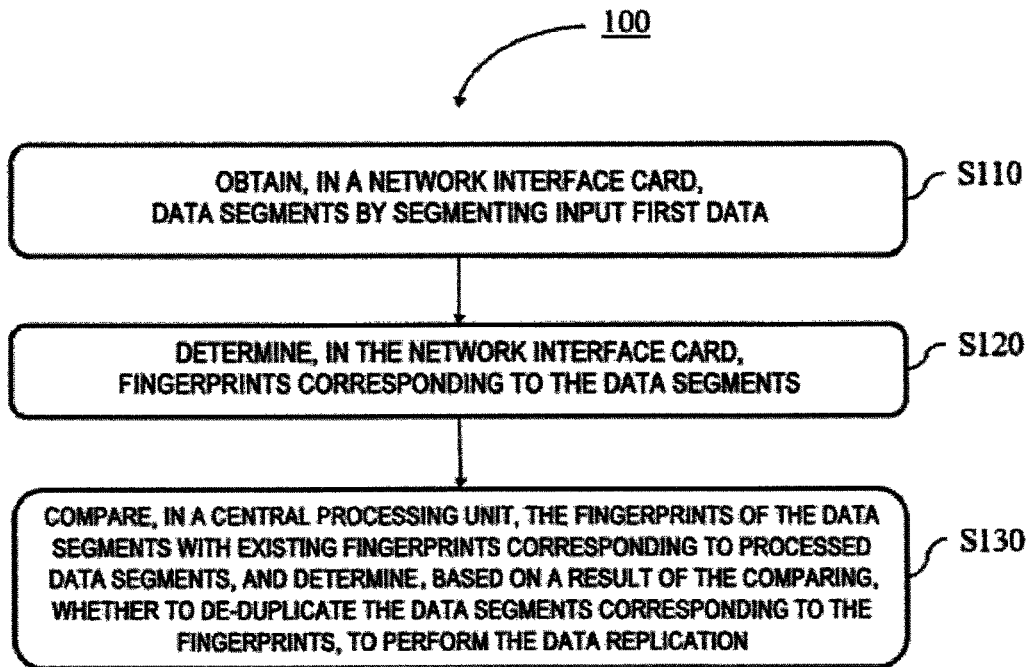 100
OBTAIN, IN A NETWORK INTERFACE CARD,
DATA SEGMENTS BY SEGMENTING INPUT FIRST DATA
S110
DETERMINE, IN THE NETWORK INTERFACE CARD,
FINGERPRINTS CORRESPONDING TO THE DATA SEGMENTS
S120
COMPARE, IN A CENTRAL PROCESSING UNIT, THE FINGERPRINTS OF THE DATA
SEGMENTS WITH EXISTING FINGERPRINTS CORRESPONDING TO PROCESSED
DATA SEGMENTS, AND DETERMINE, BASED ON A RESULT OF THE COMPARING,
WHETHER TO DE-DUPLICATE THE DATA SEGMENTS CORRESPONDING TO THE
FINGERPRINTS, TO PERFORM THE DATA REPLICATION
S130